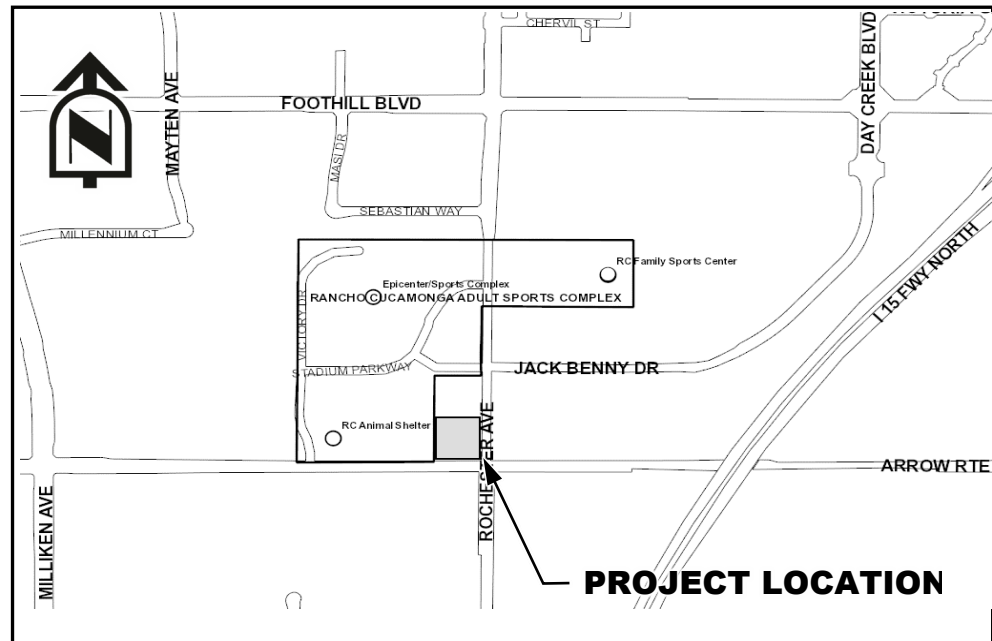 CHERVIL ST
DAY CREEK BLVD
MAYTEN AVE
N
FOOTHILL BLVD
MASI DR
SEBASTIAN WAY
MILLENNIUM CT
I 15 FWY NORTH
RC Family Sports Center
Epicenter/Sports Complex
RANCHO CUCAMONGA ADULT SPORTS COMPLEX
VICTORY DR
STADIUM PARKWAY
JACK BENNY DR
RC Animal Shelter
ROCHESTER AVE
ARROW RTE
MILLIKEN AVE
PROJECT LOCATION